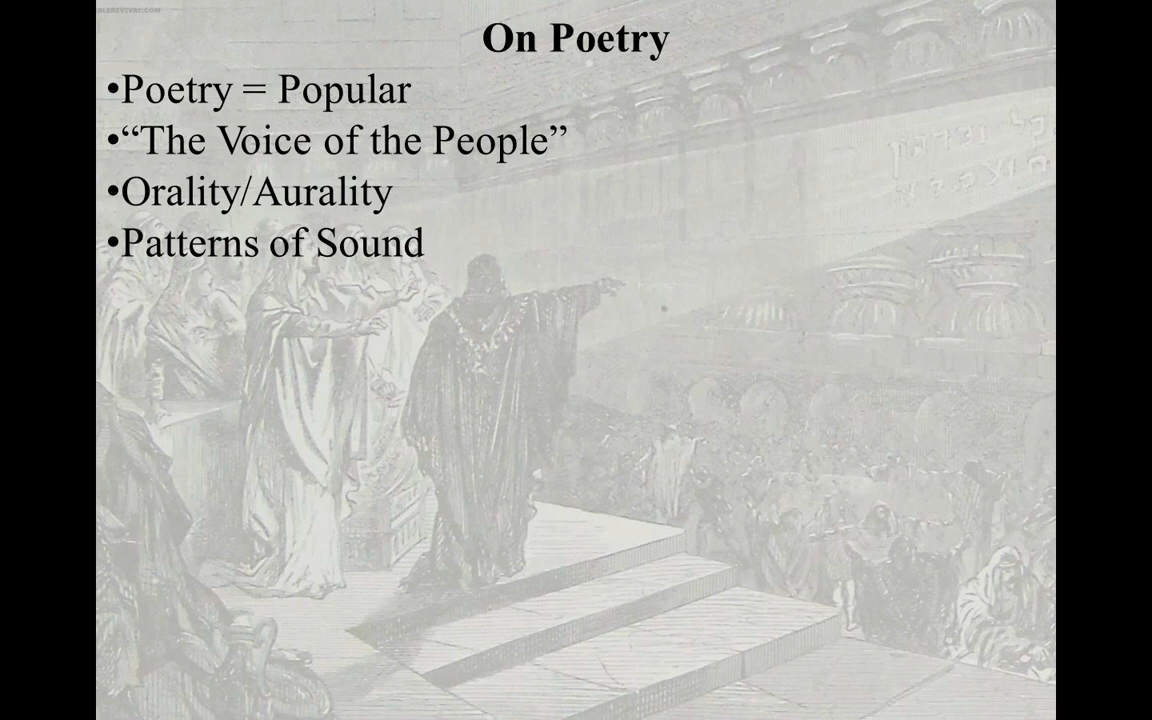 On Poetry
•Poetry = Popular
•“The Voice of the People”
•Orality/Aurality
•Patterns of Sound